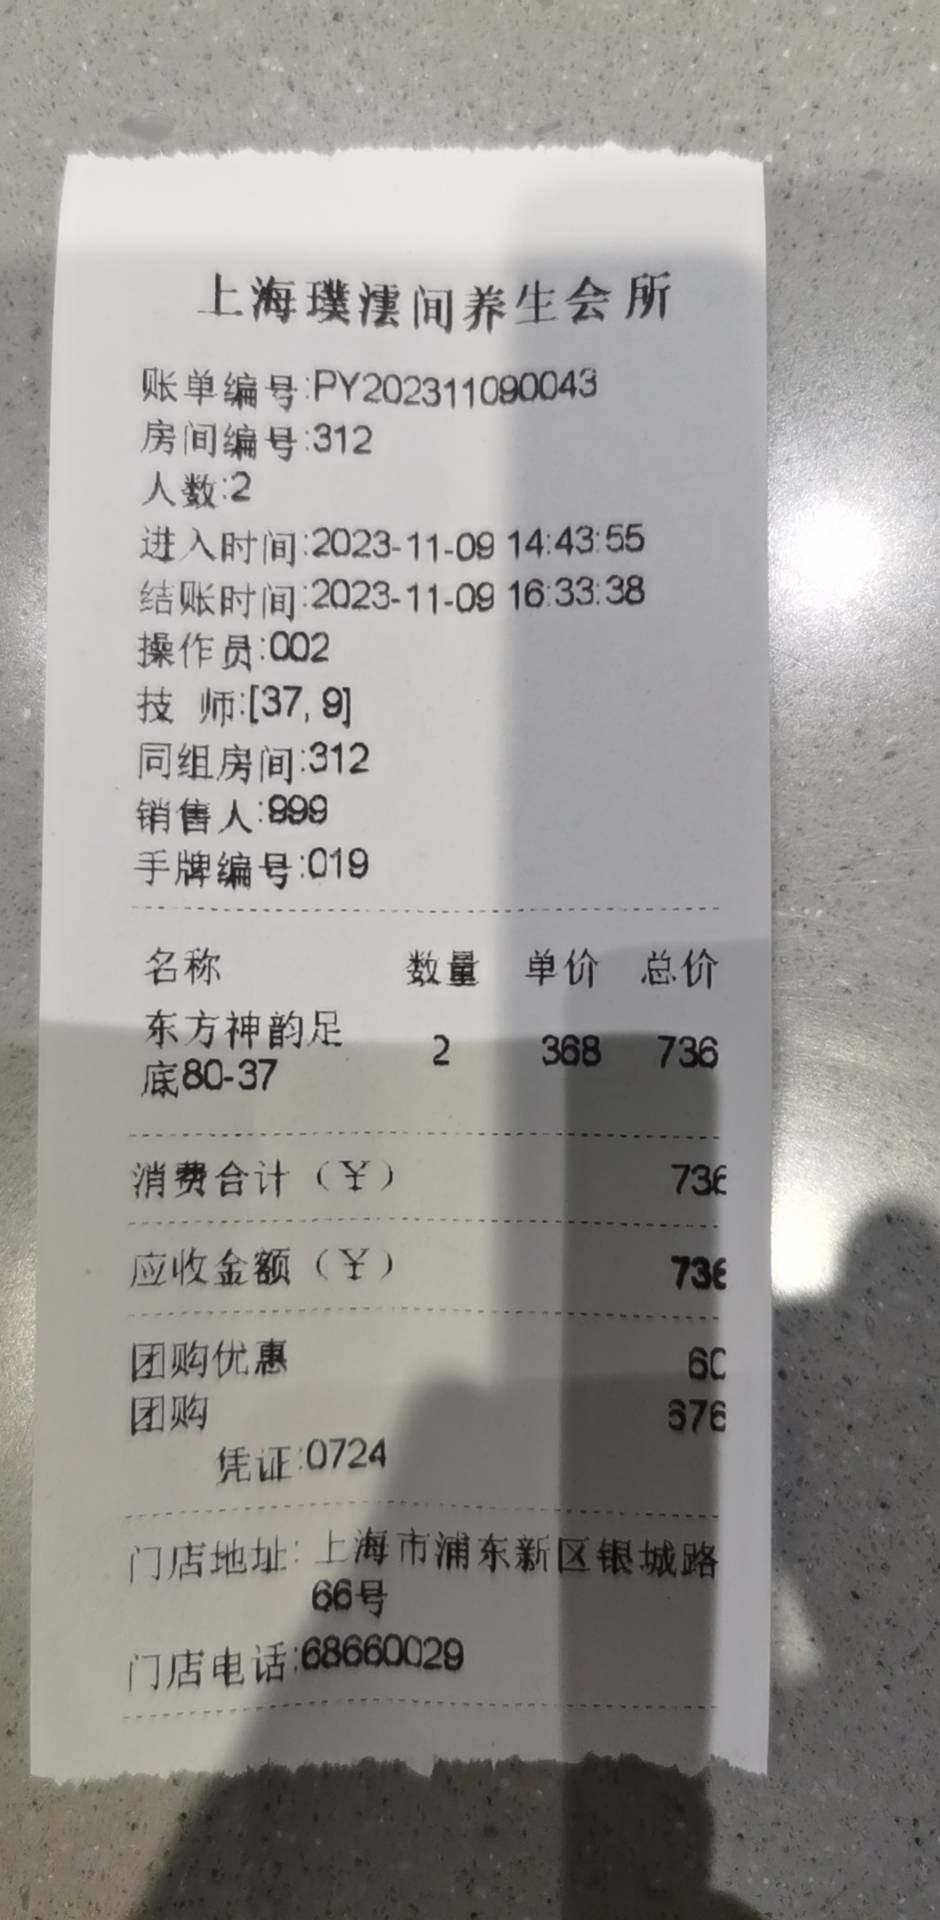 上海璞澐间养生会所
账单编号:PY202311090043
房间编号:312
人数:2
进入时间:2023-11-09 14:43:55
结账时间:2023-11-09 16:33:38
操作员:002
技 师:[37, 9]
同组房间:312
销售人:999
手牌编号:019
名称 数量 单价 总价
东方神韵足 2 368 736
底80-37
消费合计（￥） 736
应收金额（￥） 736
团购优惠 60
团购 676
凭证:0724
门店地址: 上海市浦东新区银城路
66号
门店电话:68660029